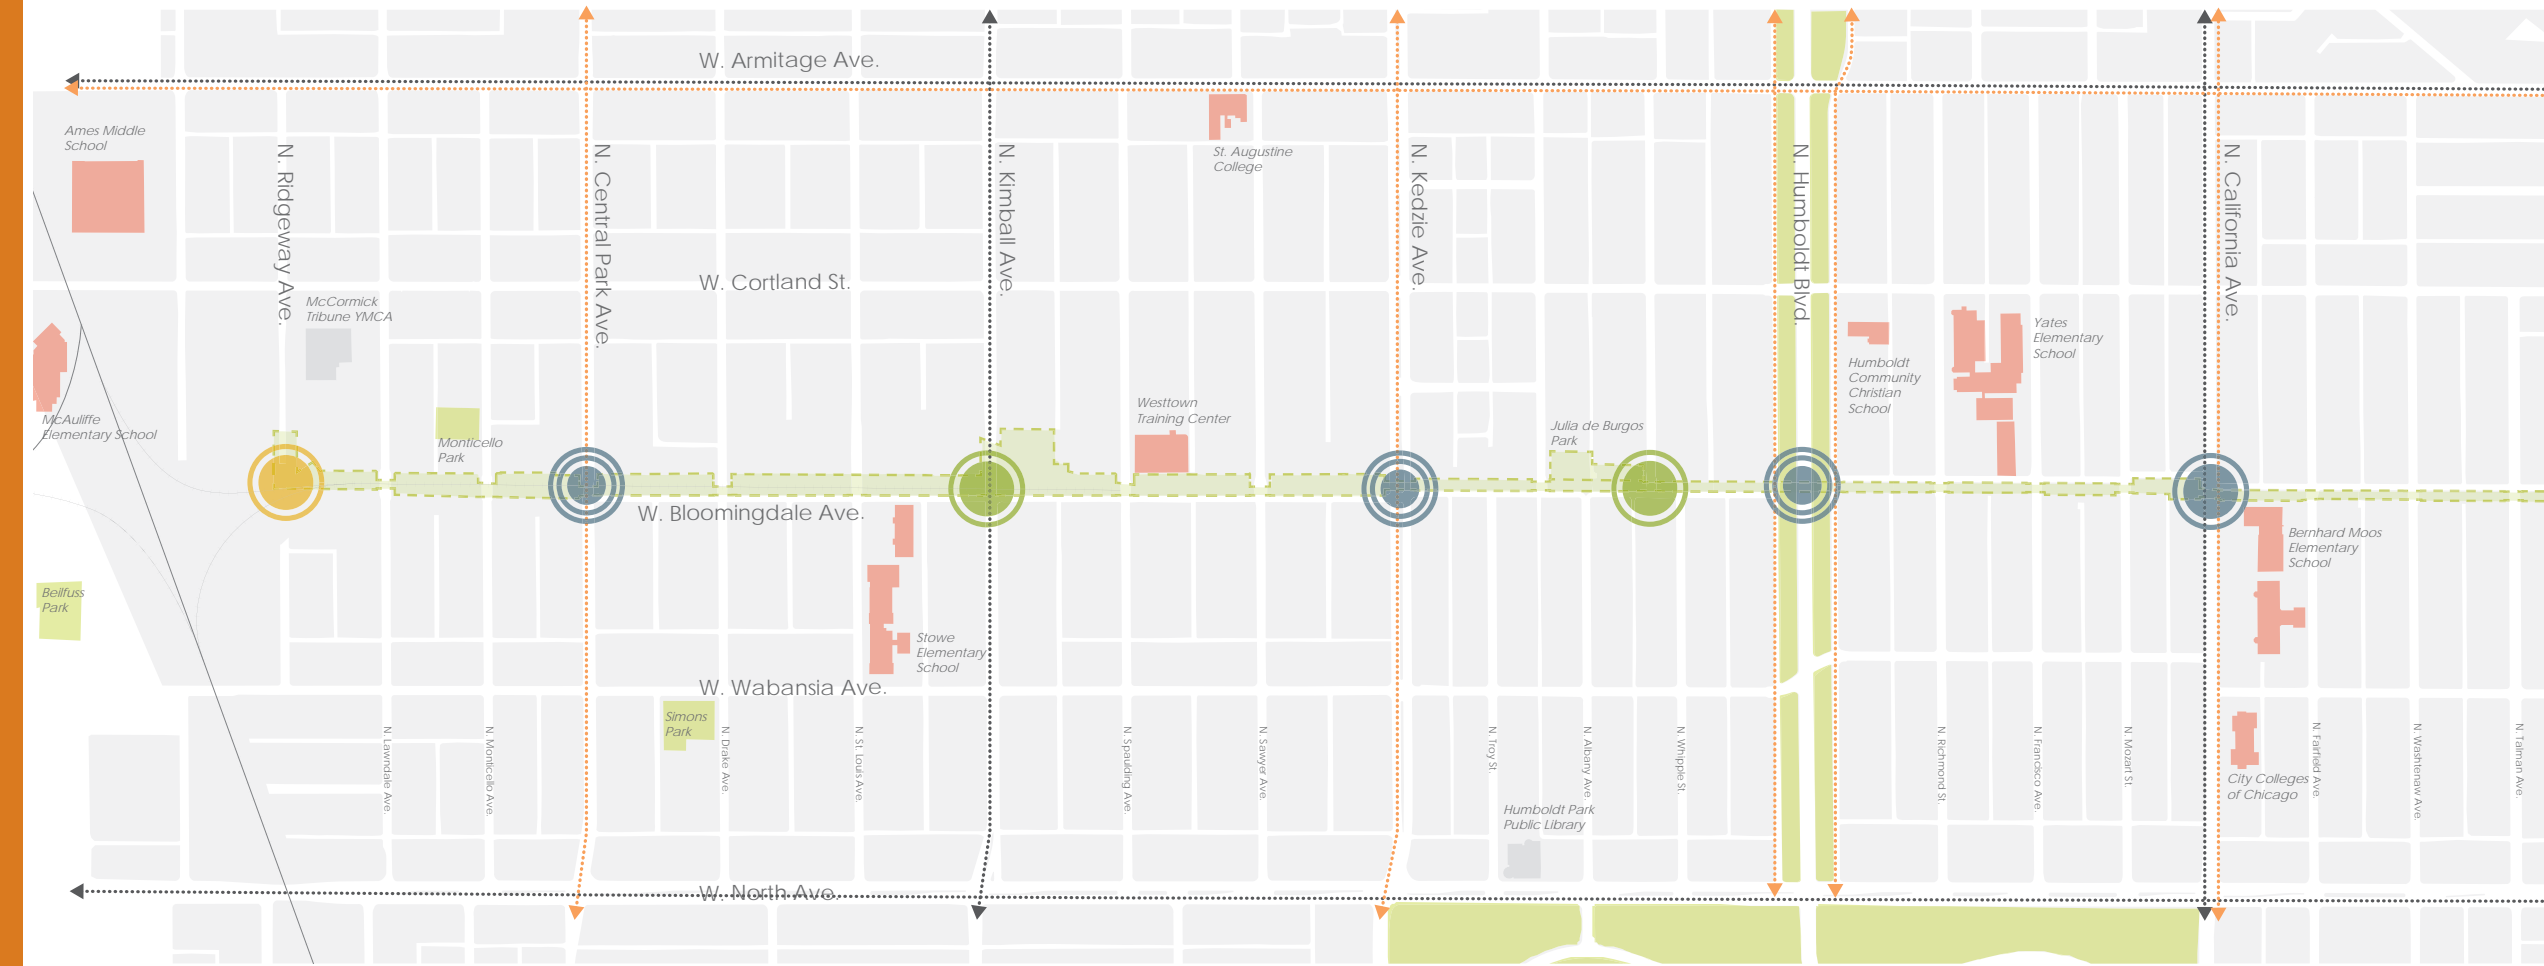 W. Armitage Ave.
Ames Middle
School
St. Augustine
College
N. Ridgeway Ave.
N. Central Park Ave.
N. Kimball Ave.
N. Kedzie Ave.
N. Humboldt Blvd.
N. California Ave.
W. Cortland St.
McCormick
Tribune YMCA
Yates
Elementary
School
Humboldt
Community
Christian
School
McAuliffe
Elementary School
Monticello
Park
Westtown
Training Center
Julia de Burgos
Park
W. Bloomingdale Ave.
Bernhard Moos
Elementary
School
Beilfuss
Park
Stowe
Elementary
School
W. Wabansia Ave.
Simons
Park
N. Lawndale Ave.
N. Monticello Ave.
N. Drake Ave.
N. St. Louis Ave.
N. Spaulding Ave.
N. Sawyer Ave.
N. Troy St.
N. Albany Ave.
N. Whipple St.
N. Richmond St.
N. Francisco Ave.
N. Mozart St.
N. Fairfield Ave.
N. Washtenaw Ave.
N. Talman Ave.
City Colleges
of Chicago
Humboldt Park
Public Library
W. North Ave.